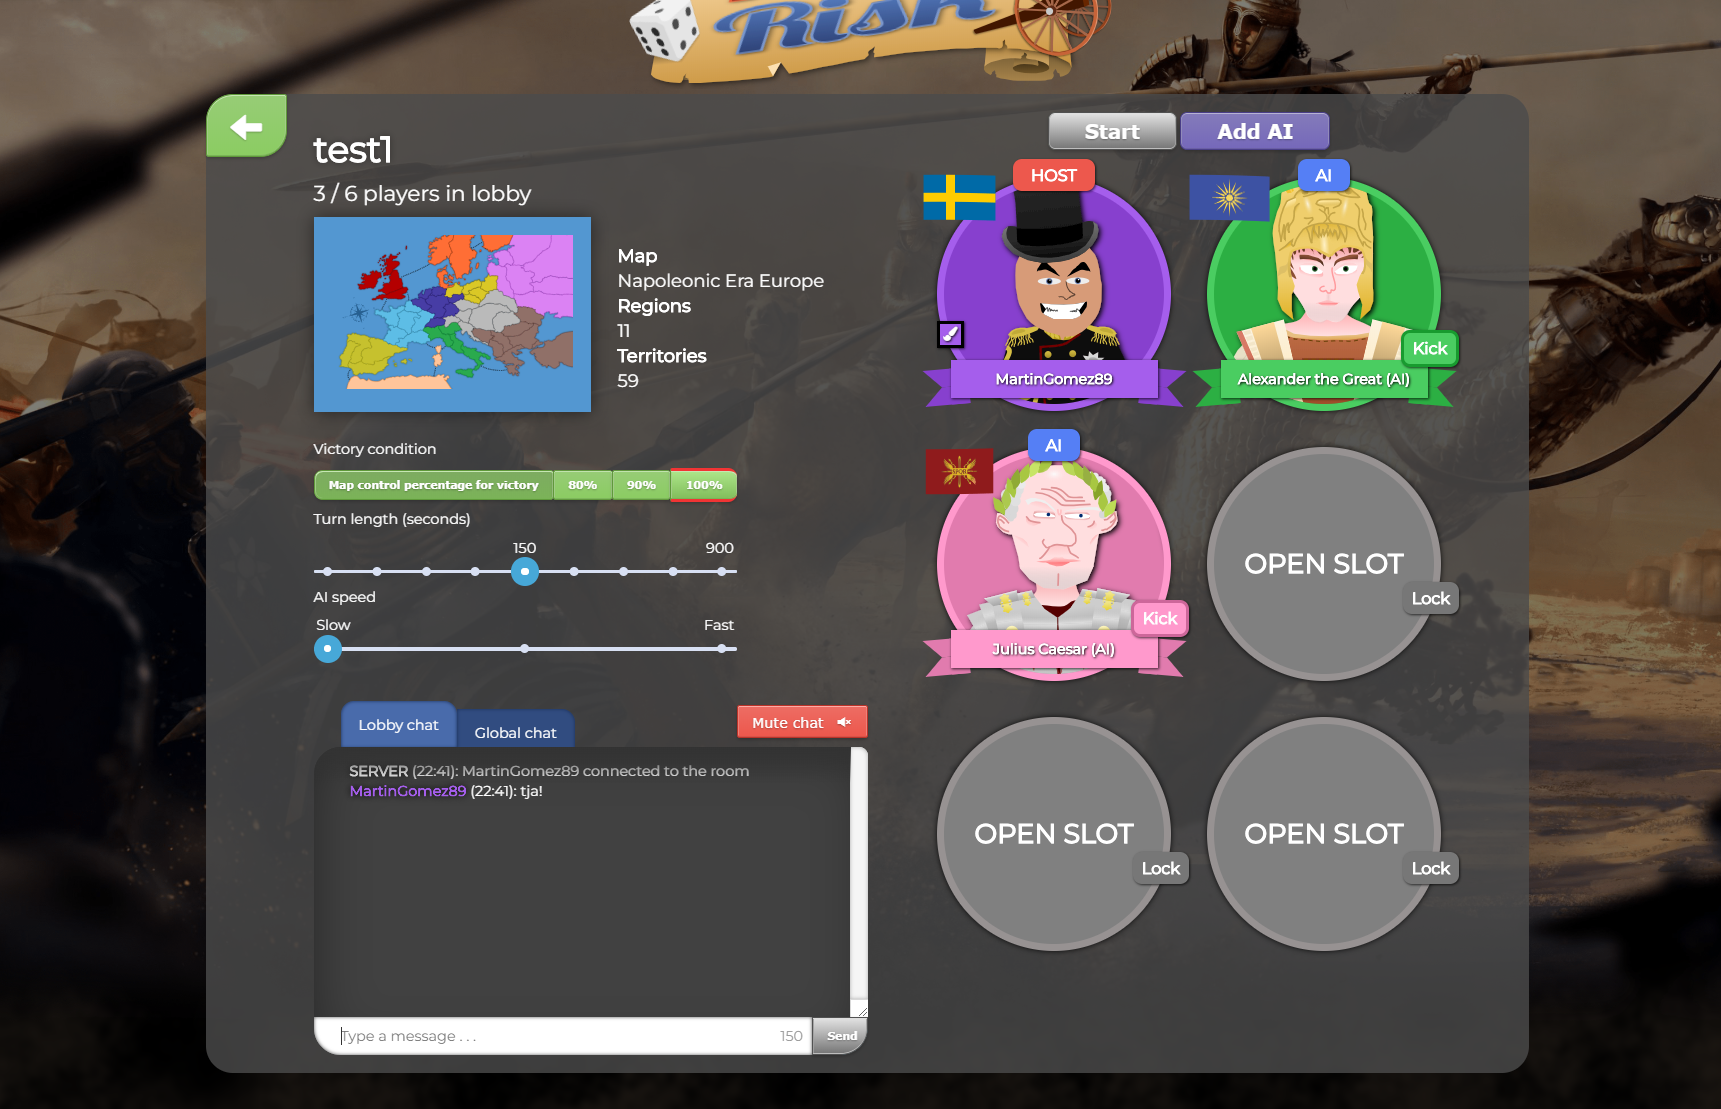 Rish
test1
3 / 6 players in lobby
Map
Napoleonic Era Europe
Regions
11
Territories
59
Victory condition
Map control percentage for victory 80% 90% 100%
Turn length (seconds)
150 900
AI speed
Slow Fast
Lobby chat Global chat
Mute chat
SERVER (22:41): MartinGomez89 connected to the room
MartinGomez89 (22:41): tja!
Type a message . . . 150 Send
Start Add AI
HOST
MartinGomez89
AI
Kick
Alexander the Great (AI)
AI
SPQR
Kick
Julius Caesar (AI)
OPEN SLOT
Lock
OPEN SLOT
Lock
OPEN SLOT
Lock